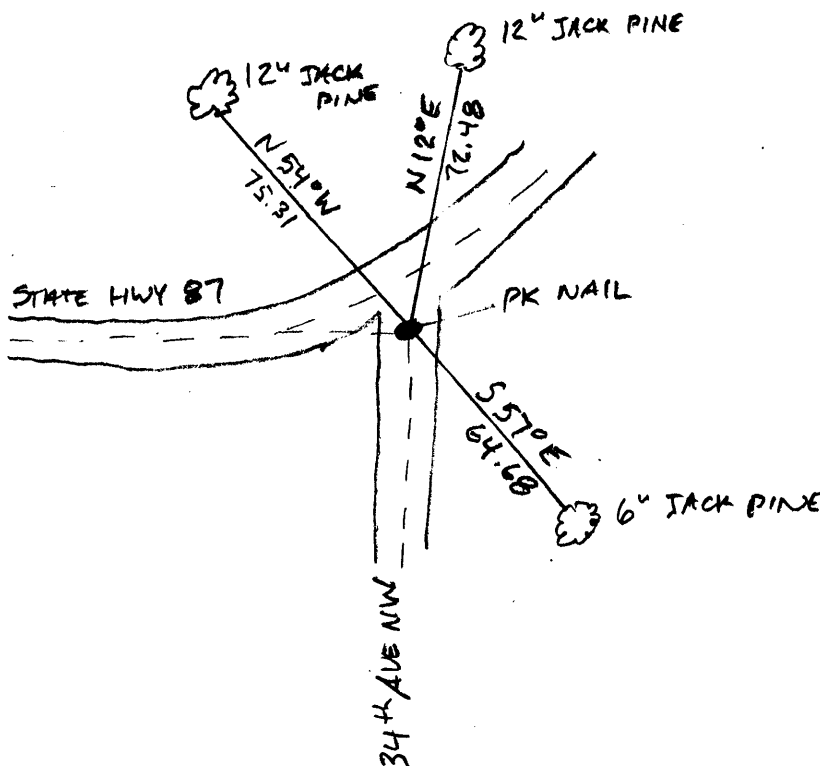 12" JACK PINE
12" JACK
PINE
N 12° E
72.48
N 54° W
75.31
STATE HWY 87
PK NAIL
S 57° E
64.68
6" JACK PINE
34th AVE NW